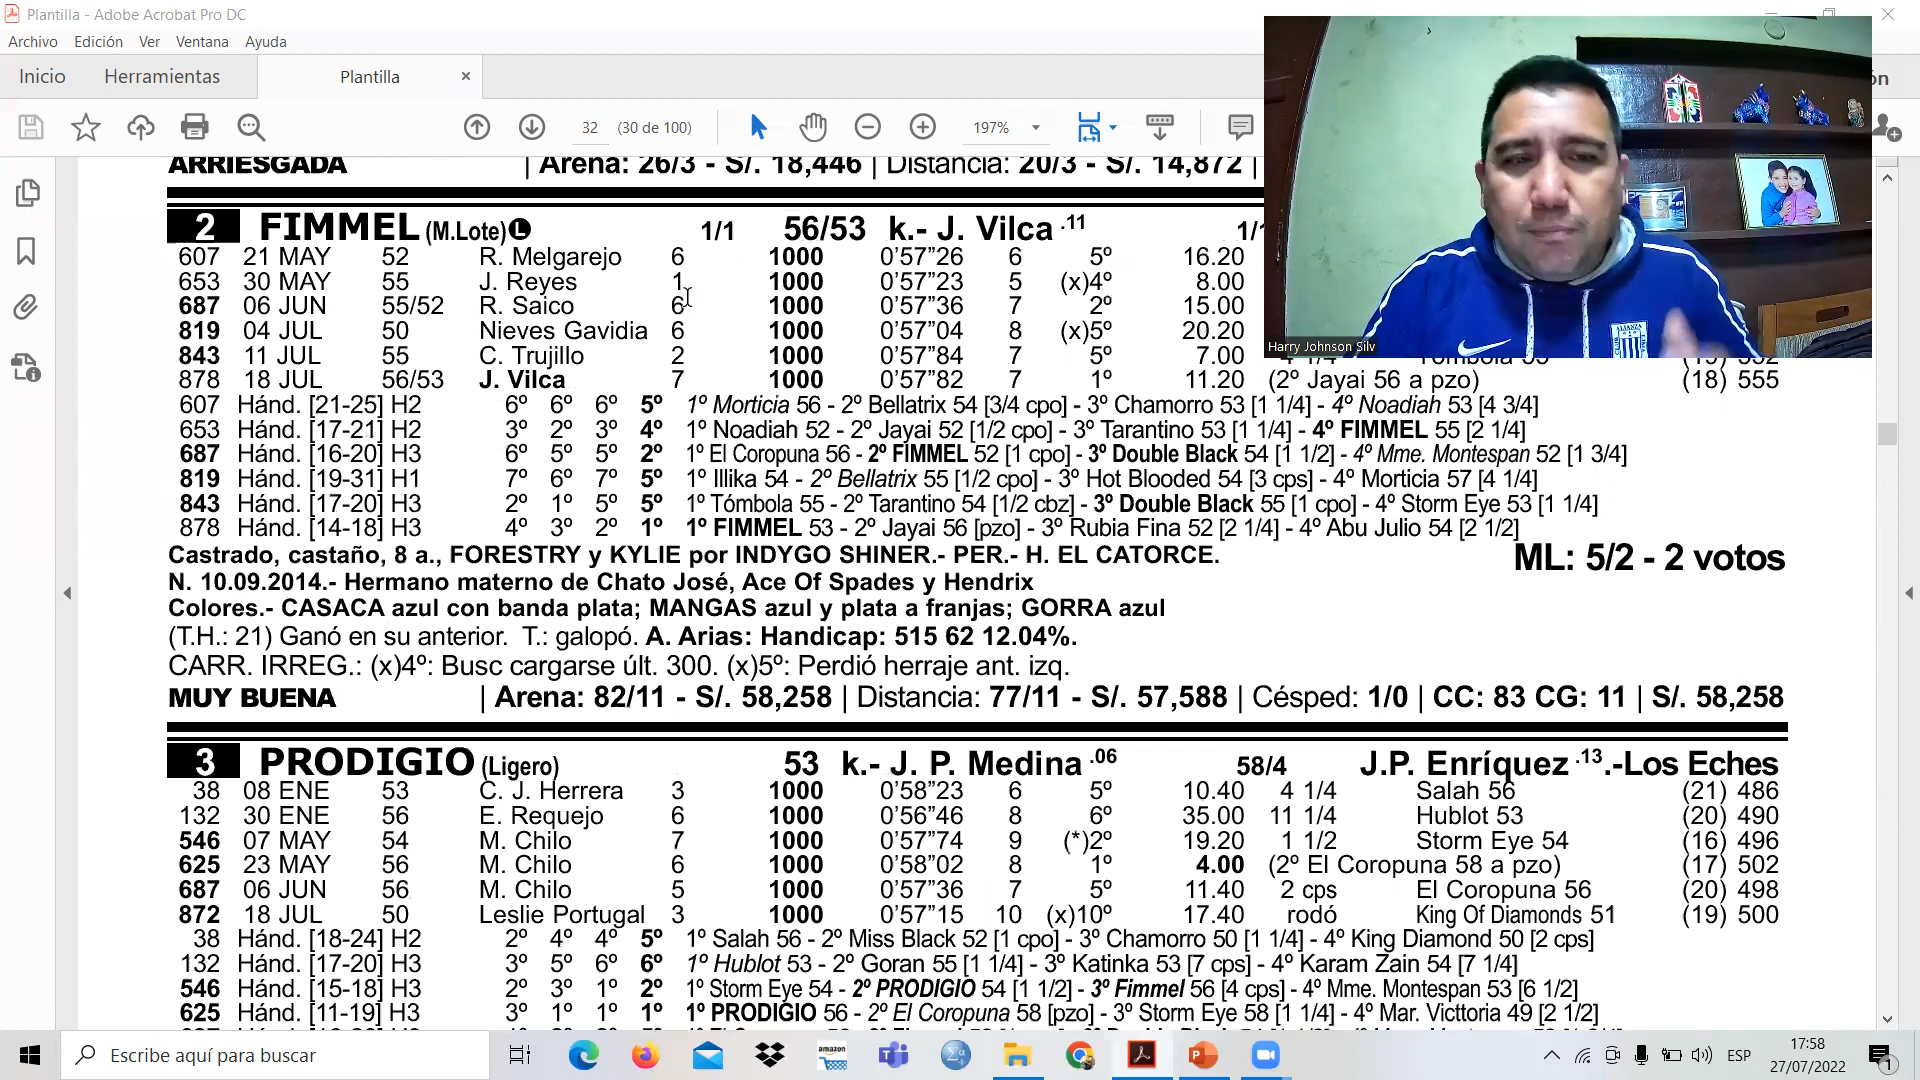 Plantilla - Adobe Acrobat Pro DC
Archivo Edición Ver Ventana Ayuda
Inicio Herramientas Plantilla ×
32 (30 de 100) 197%
ARRIESGADA | Arena: 26/3 - S/. 18,446 | Distancia: 20/3 - S/. 14,872 |
2 FIMMEL (M.Lote) L 1/1 56/53 k.- J. Vilca .11
607 21 MAY 52 R. Melgarejo 6 1000 0'57"26 6 5º 16.20
653 30 MAY 55 J. Reyes 1 1000 0'57"23 5 (x)4º 8.00
687 06 JUN 55/52 R. Saico 6 1000 0'57"36 7 2º 15.00
819 04 JUL 50 Nieves Gavidia 6 1000 0'57"04 8 (x)5º 20.20
843 11 JUL 55 C. Trujillo 2 1000 0'57"84 7 5º 7.00
878 18 JUL 56/53 J. Vilca 7 1000 0'57"82 7 1º 11.20 (2º Jayai 56 a pzo) (18) 555
607 Hánd. [21-25] H2 6º 6º 6º 5º 1º Morticia 56 - 2º Bellatrix 54 [3/4 cpo] - 3º Chamorro 53 [1 1/4] - 4º Noadiah 53 [4 3/4]
653 Hánd. [17-21] H2 3º 2º 3º 4º 1º Noadiah 52 - 2º Jayai 52 [1/2 cpo] - 3º Tarantino 53 [1 1/4] - 4º FIMMEL 55 [2 1/4]
687 Hánd. [16-20] H3 6º 5º 5º 2º 1º El Coropuna 56 - 2º FIMMEL 52 [1 cpo] - 3º Double Black 54 [1 1/2] - 4º Mme. Montespan 52 [1 3/4]
819 Hánd. [19-31] H1 7º 6º 7º 5º 1º Illika 54 - 2º Bellatrix 55 [1/2 cpo] - 3º Hot Blooded 54 [3 cps] - 4º Morticia 57 [4 1/4]
843 Hánd. [17-20] H3 2º 1º 5º 5º 1º Tómbola 55 - 2º Tarantino 54 [1/2 cbz] - 3º Double Black 55 [1 cpo] - 4º Storm Eye 53 [1 1/4]
878 Hánd. [14-18] H3 4º 3º 2º 1º 1º FIMMEL 53 - 2º Jayai 56 [pzo] - 3º Rubia Fina 52 [2 1/4] - 4º Abu Julio 54 [2 1/2]
Castrado, castaño, 8 a., FORESTRY y KYLIE por INDYGO SHINER.- PER.- H. EL CATORCE. ML: 5/2 - 2 votos
N. 10.09.2014.- Hermano materno de Chato José, Ace Of Spades y Hendrix
Colores.- CASACA azul con banda plata; MANGAS azul y plata a franjas; GORRA azul
(T.H.: 21) Ganó en su anterior. T.: galopó. A. Arias: Handicap: 515 62 12.04%.
CARR. IRREG.: (x)4º: Busc cargarse últ. 300. (x)5º: Perdió herraje ant. izq.
MUY BUENA | Arena: 82/11 - S/. 58,258 | Distancia: 77/11 - S/. 57,588 | Césped: 1/0 | CC: 83 CG: 11 | S/. 58,258
3 PRODIGIO (Ligero) 53 k.- J. P. Medina .06 58/4 J.P. Enríquez .13.-Los Eches
38 08 ENE 53 C. J. Herrera 3 1000 0'58"23 6 5º 10.40 4 1/4 Salah 56 (21) 486
132 30 ENE 56 E. Requejo 6 1000 0'56"46 8 6º 35.00 11 1/4 Hublot 53 (20) 490
546 07 MAY 54 M. Chilo 7 1000 0'57"74 9 (*)2º 19.20 1 1/2 Storm Eye 54 (16) 496
625 23 MAY 56 M. Chilo 6 1000 0'58"02 8 1º 4.00 (2º El Coropuna 58 a pzo) (17) 502
687 06 JUN 56 M. Chilo 5 1000 0'57"36 7 5º 11.40 2 cps El Coropuna 56 (20) 498
872 18 JUL 50 Leslie Portugal 3 1000 0'57"15 10 (x)10º 17.40 rodó King Of Diamonds 51 (19) 500
38 Hánd. [18-24] H2 2º 4º 4º 5º 1º Salah 56 - 2º Miss Black 52 [1 cpo] - 3º Chamorro 50 [1 1/4] - 4º King Diamond 50 [2 cps]
132 Hánd. [17-20] H3 3º 5º 6º 6º 1º Hublot 53 - 2º Goran 55 [1 1/4] - 3º Katinka 53 [7 cps] - 4º Karam Zain 54 [7 1/4]
546 Hánd. [15-18] H3 2º 3º 1º 2º 1º Storm Eye 54 - 2º PRODIGIO 54 [1 1/2] - 3º Fimmel 56 [4 cps] - 4º Mme. Montespan 53 [6 1/2]
625 Hánd. [11-19] H3 3º 1º 1º 1º 1º PRODIGIO 56 - 2º El Coropuna 58 [pzo] - 3º Storm Eye 58 [1 1/4] - 4º Mar. Victtoria 49 [2 1/2]
Harry Johnson Silv
ALIANZA
Escribe aquí para buscar
amazon
ESP
17:58
27/07/2022
1